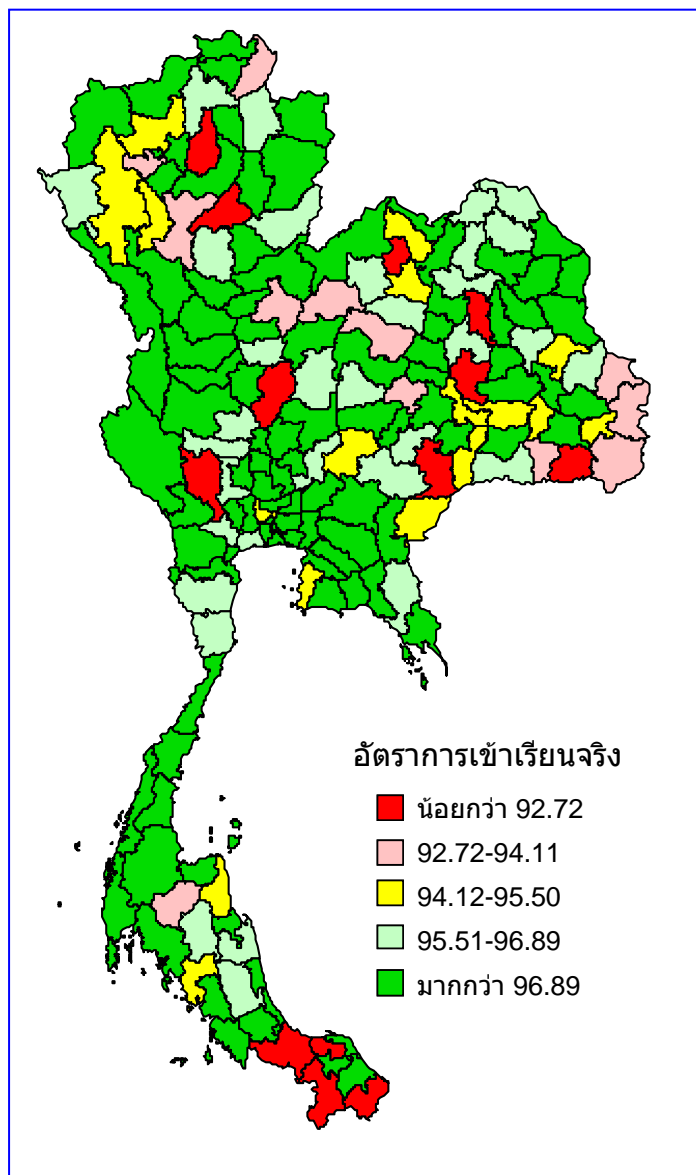 อัตราการเข้าเรียนจริง
น้อยกว่า 92.72
92.72-94.11
94.12-95.50
95.51-96.89
มากกว่า 96.89